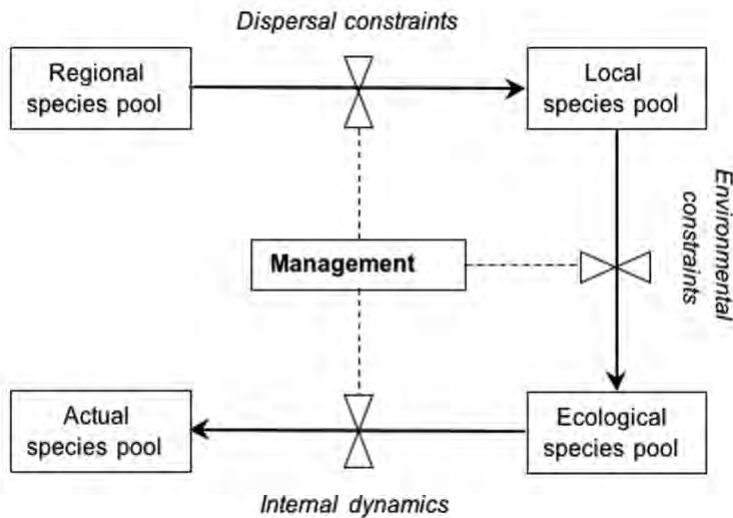 Dispersal constraints
Regional
species pool
Local
species pool
Environmental
constraints
Management
Actual
species pool
Ecological
species pool
Internal dynamics